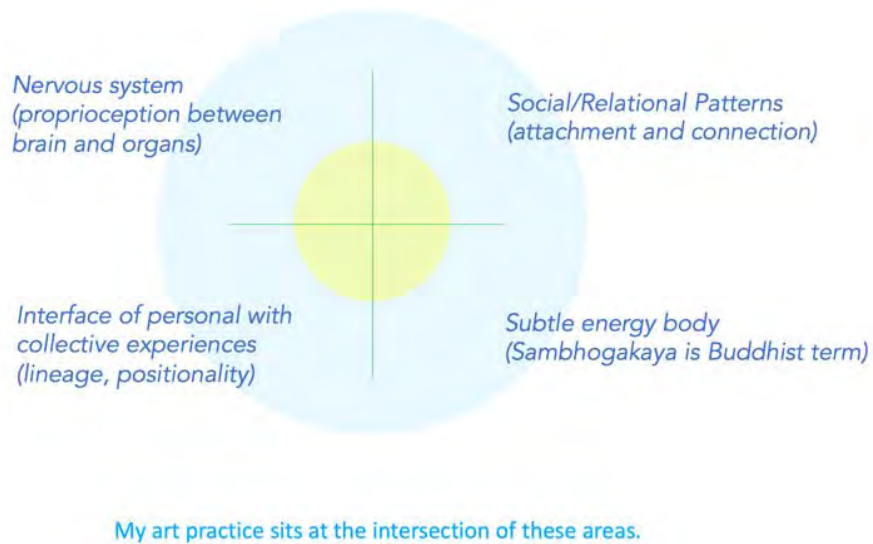 Nervous system
(proprioception between
brain and organs)
Social/Relational Patterns
(attachment and connection)
Interface of personal with
collective experiences
(lineage, positionality)
Subtle energy body
(Sambhogakaya is Buddhist term)
My art practice sits at the intersection of these areas.